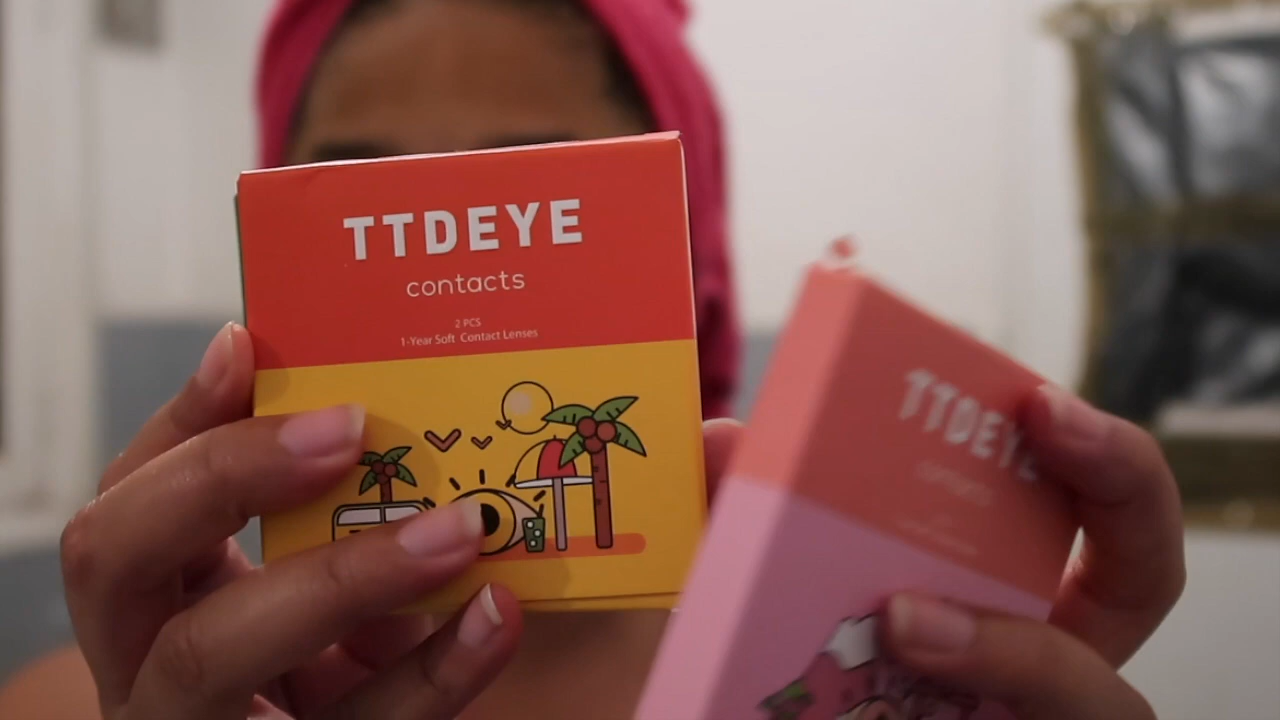 TTDEYE
contacts
2 PCS
1-Year Soft Contact Lenses
TTDEYE